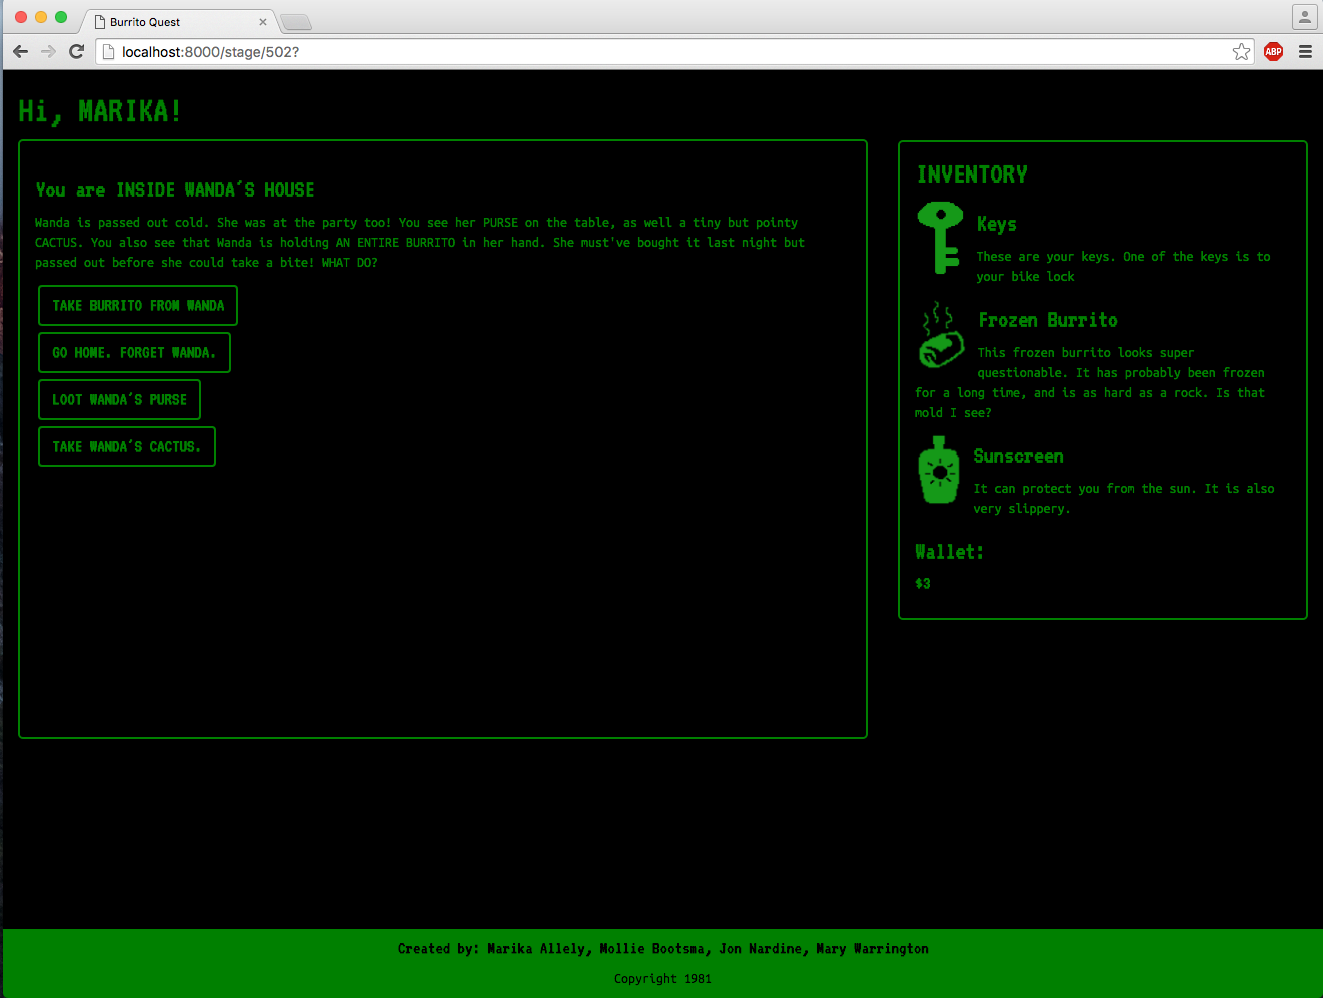 Burrito Quest
localhost:8000/stage/502?
ABP
Hi, MARIKA!
You are INSIDE WANDA'S HOUSE
Wanda is passed out cold. She was at the party too! You see her PURSE on the table, as well a tiny but pointy
CACTUS. You also see that Wanda is holding AN ENTIRE BURRITO in her hand. She must've bought it last night but
passed out before she could take a bite! WHAT DO?
TAKE BURRITO FROM WANDA
GO HOME. FORGET WANDA.
LOOT WANDA'S PURSE
TAKE WANDA'S CACTUS.
INVENTORY
Keys
These are your keys. One of the keys is to
your bike lock
Frozen Burrito
This frozen burrito looks super
questionable. It has probably been frozen
for a long time, and is as hard as a rock. Is that
mold I see?
Sunscreen
It can protect you from the sun. It is also
very slippery.
Wallet:
$3
Created by: Marika Allely, Mollie Bootsma, Jon Nardine, Mary Warrington
Copyright 1981